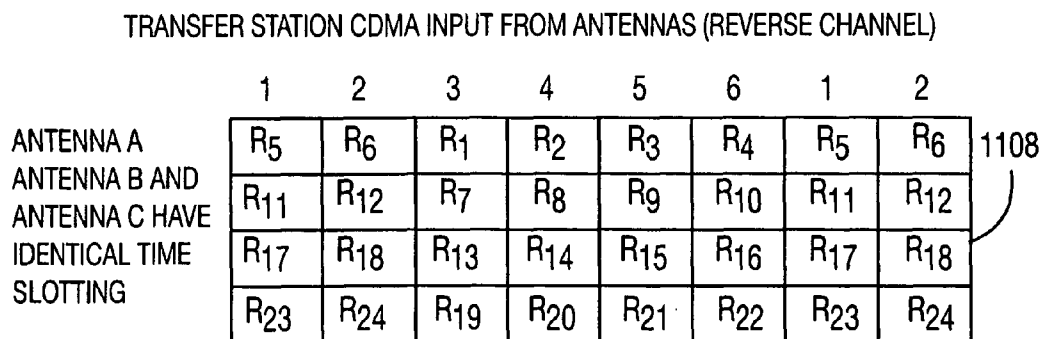 TRANSFER STATION CDMA INPUT FROM ANTENNAS (REVERSE CHANNEL)
1 2 3 4 5 6 1 2
ANTENNA A
ANTENNA B AND
ANTENNA C HAVE
IDENTICAL TIME
SLOTTING
R5 R6 R1 R2 R3 R4 R5 R6
R11 R12 R7 R8 R9 R10 R11 R12
R17 R18 R13 R14 R15 R16 R17 R18
R23 R24 R19 R20 R21 R22 R23 R24
1108